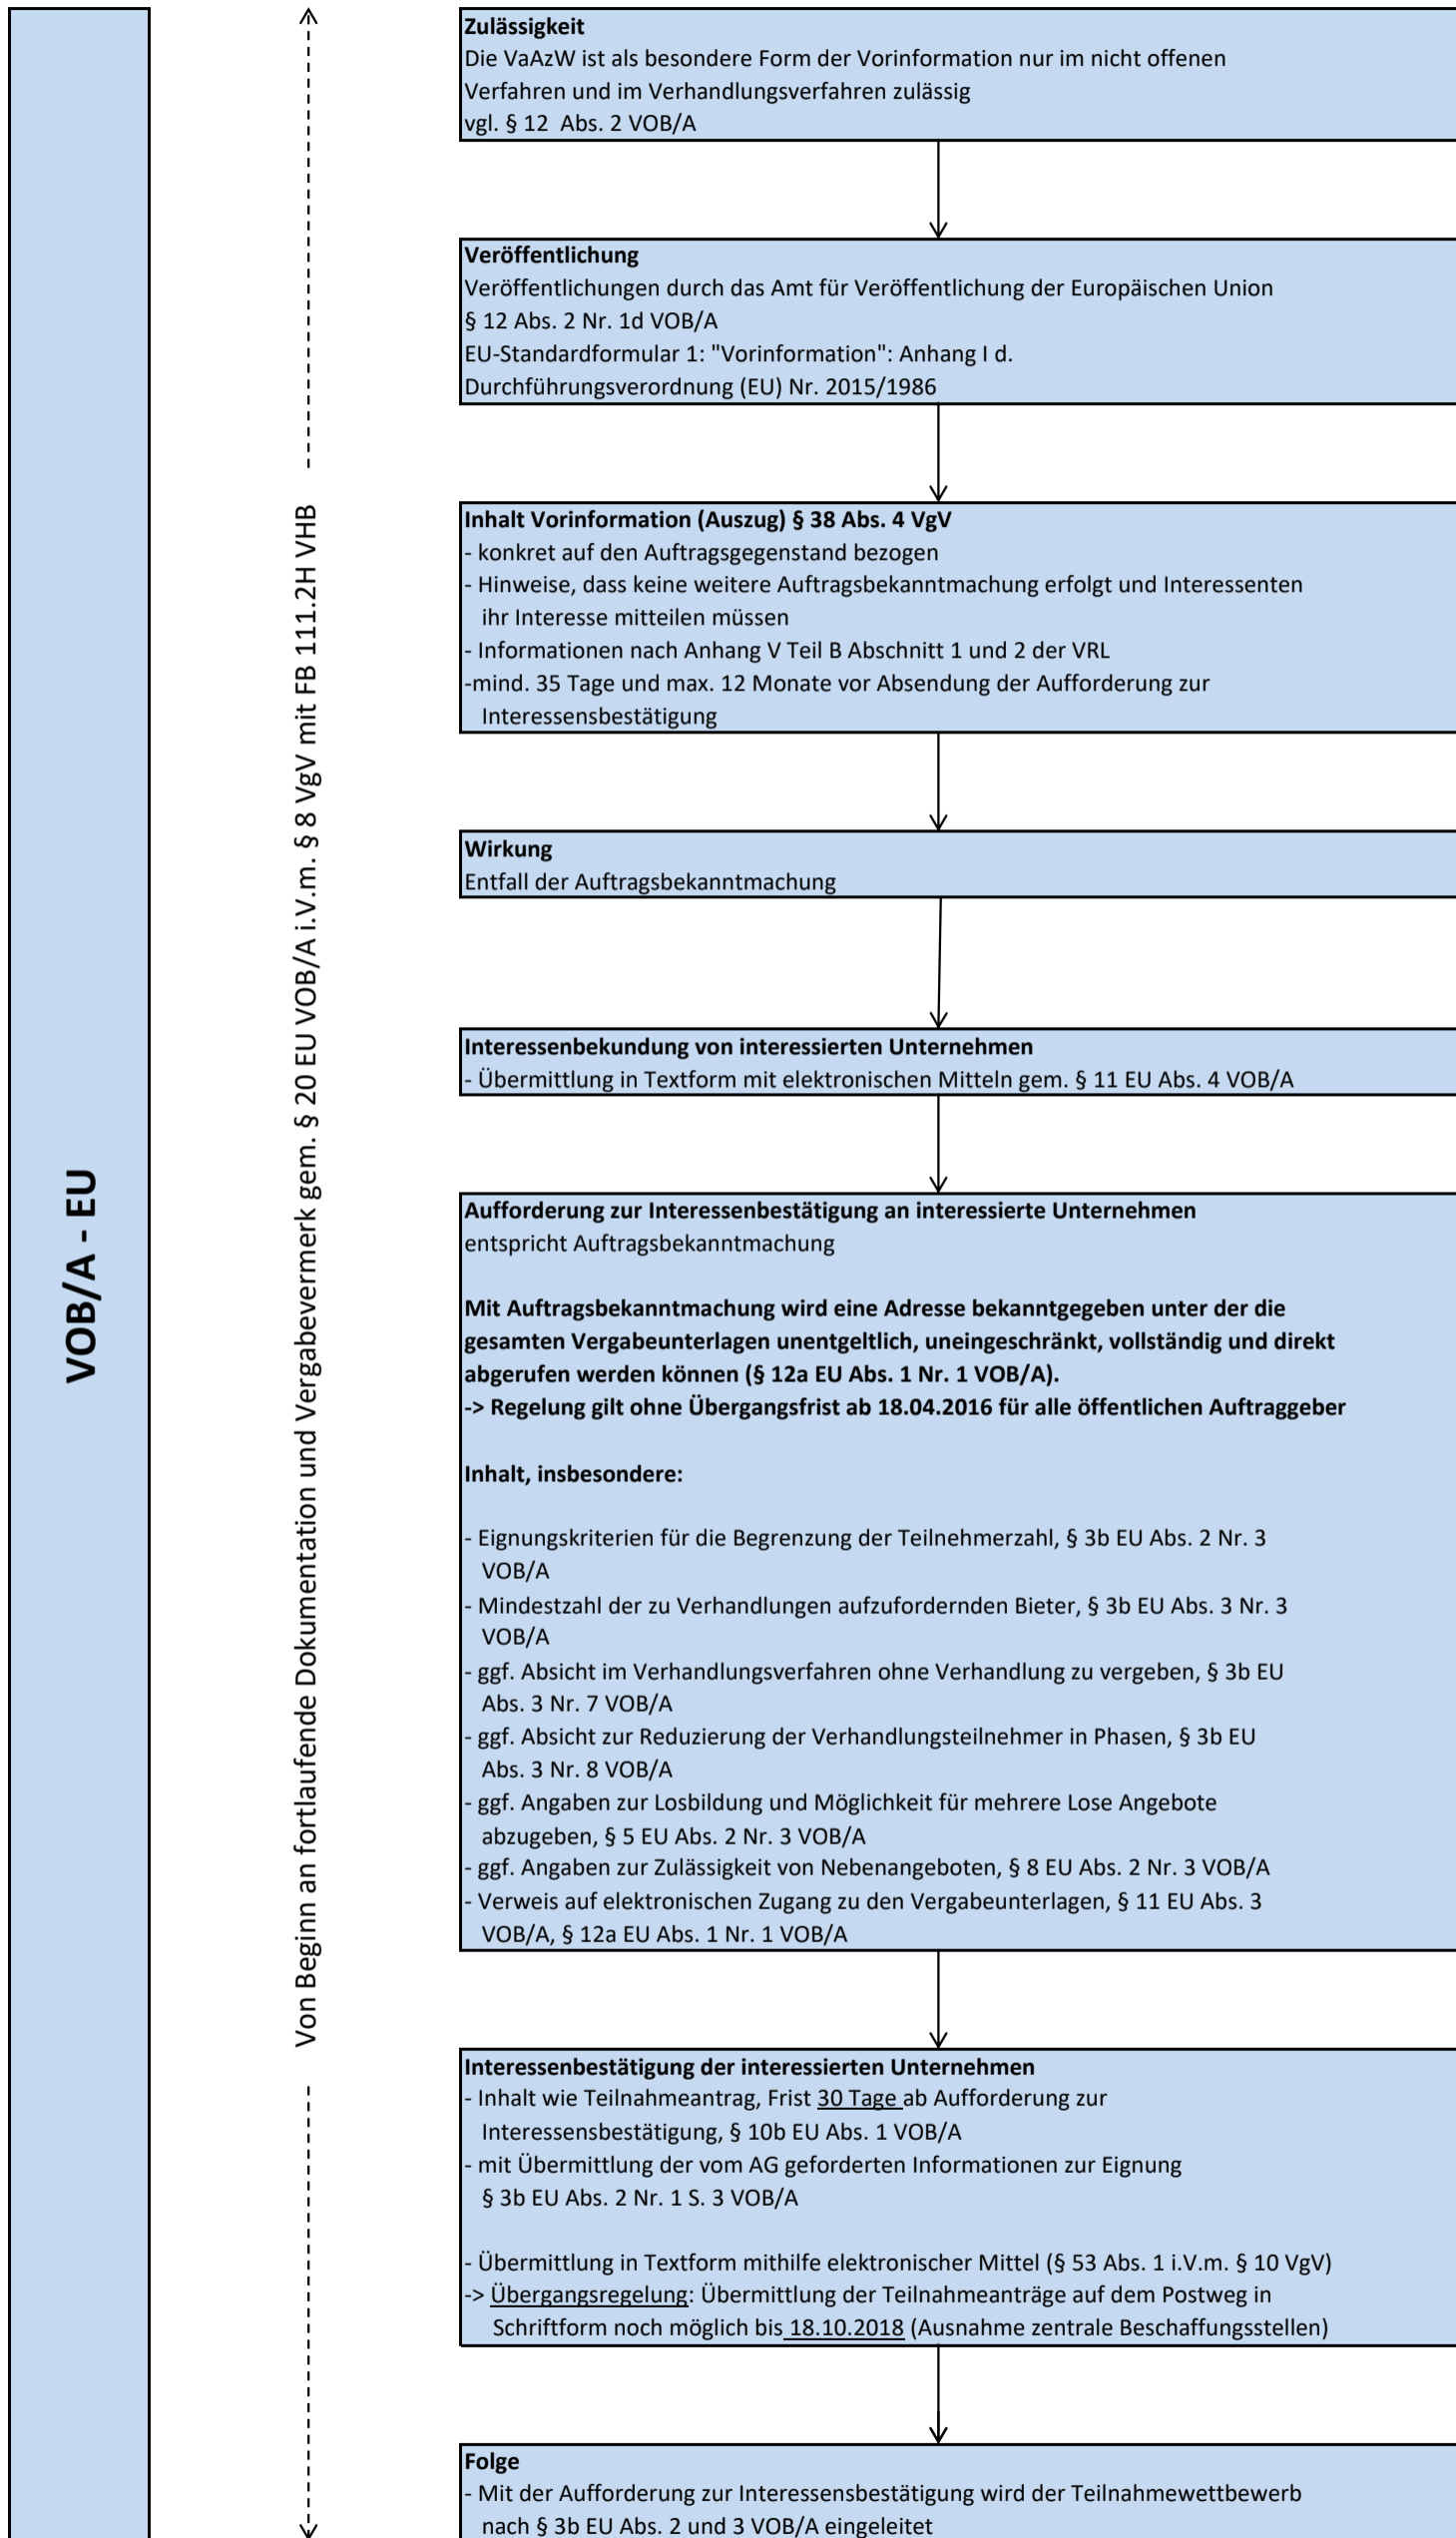 VOB/A - EU
Von Beginn an fortlaufende Dokumentation und Vergabevermerk gem. § 20 EU VOB/A i.V.m. § 8 VgV mit FB 111.2H VHB
Zulässigkeit
Die VaAzW ist als besondere Form der Vorinformation nur im nicht offenen
Verfahren und im Verhandlungsverfahren zulässig
vgl. § 12  Abs. 2 VOB/A
Veröffentlichung
Veröffentlichungen durch das Amt für Veröffentlichung der Europäischen Union
§ 12 Abs. 2 Nr. 1d VOB/A
EU-Standardformular 1: "Vorinformation": Anhang I d.
Durchführungsverordnung (EU) Nr. 2015/1986
Inhalt Vorinformation (Auszug) § 38 Abs. 4 VgV
- konkret auf den Auftragsgegenstand bezogen
- Hinweise, dass keine weitere Auftragsbekanntmachung erfolgt und Interessenten
ihr Interesse mitteilen müssen
- Informationen nach Anhang V Teil B Abschnitt 1 und 2 der VRL
-mind. 35 Tage und max. 12 Monate vor Absendung der Aufforderung zur
Interessensbestätigung
Wirkung
Entfall der Auftragsbekanntmachung
Interessenbekundung von interessierten Unternehmen
- Übermittlung in Textform mit elektronischen Mitteln gem. § 11 EU Abs. 4 VOB/A
Aufforderung zur Interessenbestätigung an interessierte Unternehmen
entspricht Auftragsbekanntmachung
Mit Auftragsbekanntmachung wird eine Adresse bekanntgegeben unter der die
gesamten Vergabeunterlagen unentgeltlich, uneingeschränkt, vollständig und direkt
abgerufen werden können (§ 12a EU Abs. 1 Nr. 1 VOB/A).
-> Regelung gilt ohne Übergangsfrist ab 18.04.2016 für alle öffentlichen Auftraggeber
Inhalt, insbesondere:
- Eignungskriterien für die Begrenzung der Teilnehmerzahl, § 3b EU Abs. 2 Nr. 3
VOB/A
- Mindestzahl der zu Verhandlungen aufzufordernden Bieter, § 3b EU Abs. 3 Nr. 3
VOB/A
- ggf. Absicht im Verhandlungsverfahren ohne Verhandlung zu vergeben, § 3b EU
Abs. 3 Nr. 7 VOB/A
- ggf. Absicht zur Reduzierung der Verhandlungsteilnehmer in Phasen, § 3b EU
Abs. 3 Nr. 8 VOB/A
- ggf. Angaben zur Losbildung und Möglichkeit für mehrere Lose Angebote
abzugeben, § 5 EU Abs. 2 Nr. 3 VOB/A
- ggf. Angaben zur Zulässigkeit von Nebenangeboten, § 8 EU Abs. 2 Nr. 3 VOB/A
- Verweis auf elektronischen Zugang zu den Vergabeunterlagen, § 11 EU Abs. 3
VOB/A, § 12a EU Abs. 1 Nr. 1 VOB/A
Interessenbestätigung der interessierten Unternehmen
- Inhalt wie Teilnahmeantrag, Frist 30 Tage ab Aufforderung zur
Interessensbestätigung, § 10b EU Abs. 1 VOB/A
- mit Übermittlung der vom AG geforderten Informationen zur Eignung
§ 3b EU Abs. 2 Nr. 1 S. 3 VOB/A
- Übermittlung in Textform mithilfe elektronischer Mittel (§ 53 Abs. 1 i.V.m. § 10 VgV)
-> Übergangsregelung: Übermittlung der Teilnahmeanträge auf dem Postweg in
Schriftform noch möglich bis 18.10.2018 (Ausnahme zentrale Beschaffungsstellen)
Folge
- Mit der Aufforderung zur Interessensbestätigung wird der Teilnahmewettbewerb
nach § 3b EU Abs. 2 und 3 VOB/A eingeleitet